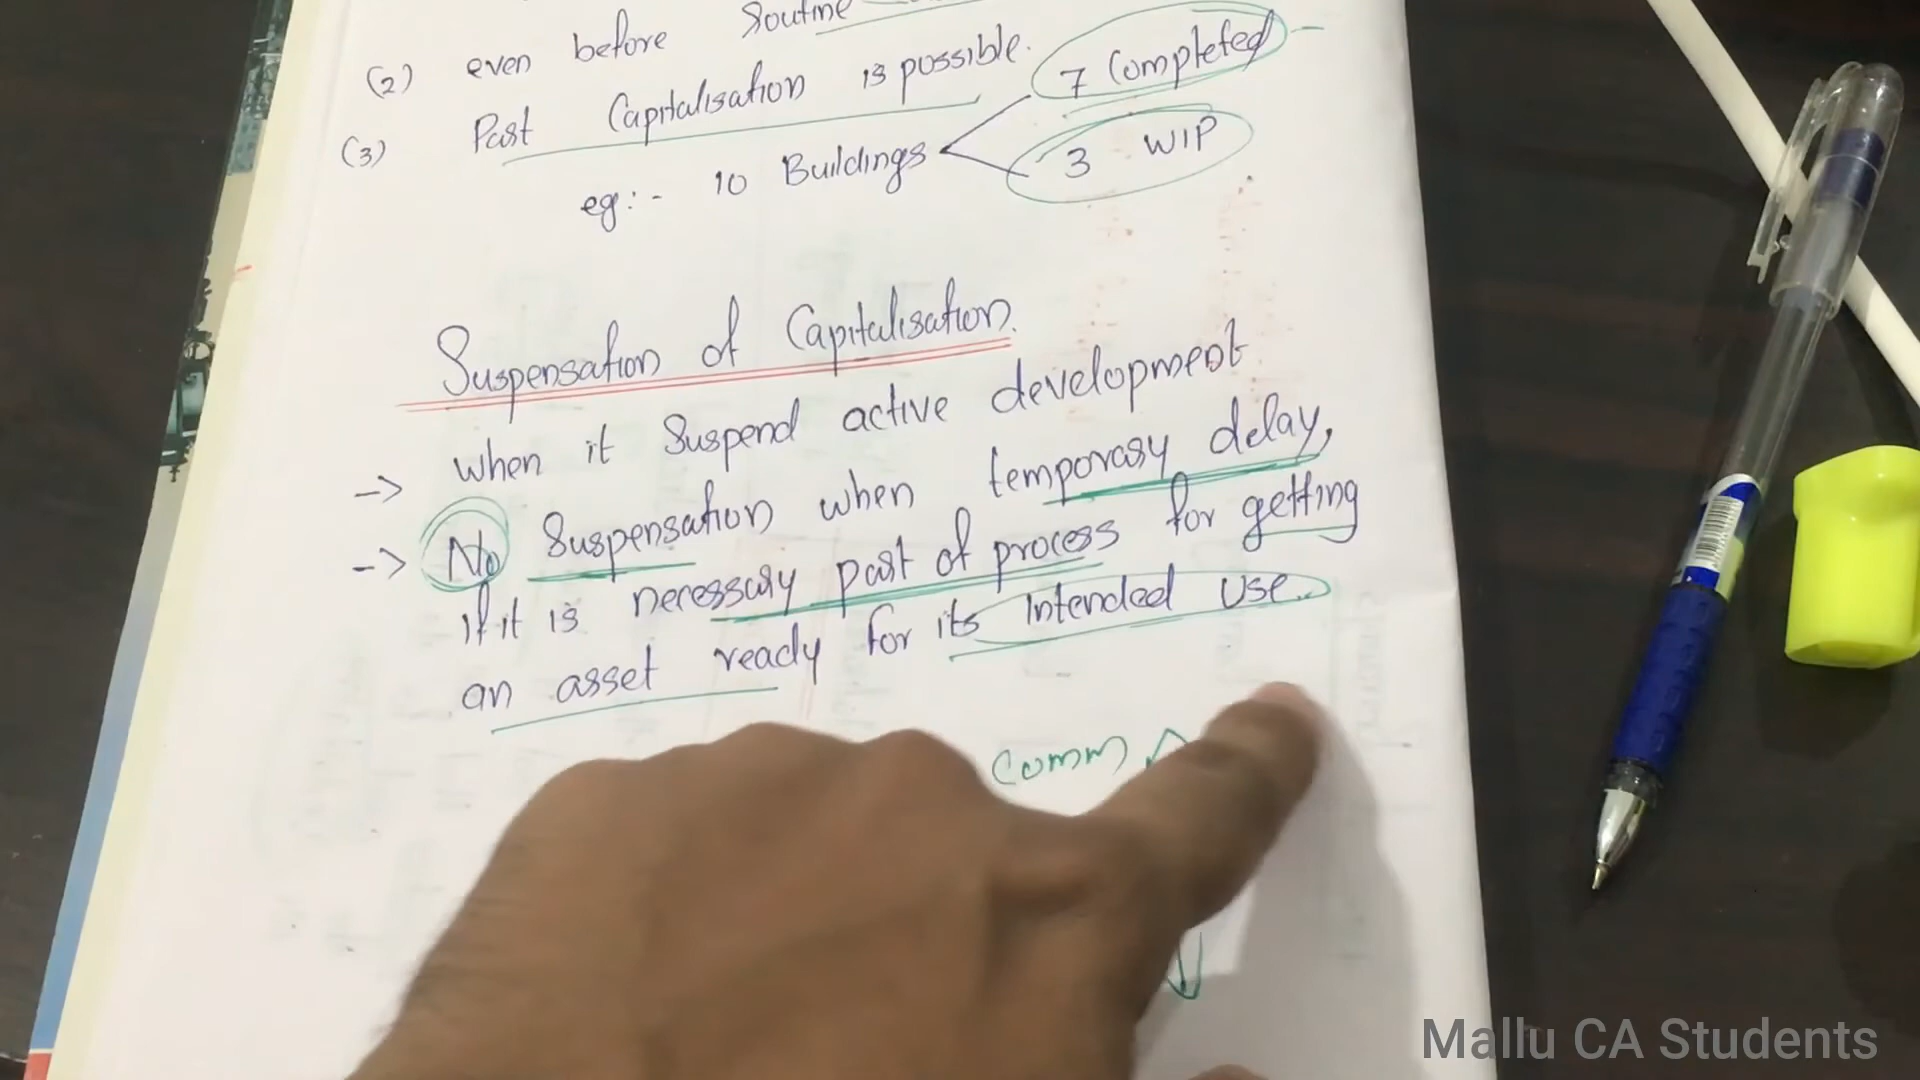 (2) even before Routine
(3) Part Capitalisation is possible.
eg:- 10 Buildings
7 Completed
3 WIP
Suspensation of Capitalisation.
-> when it suspend active development
-> No Suspensation when temporary delay,
if it is necessary part of process for getting
an asset ready for its intended use.
Comm
Mallu CA Students